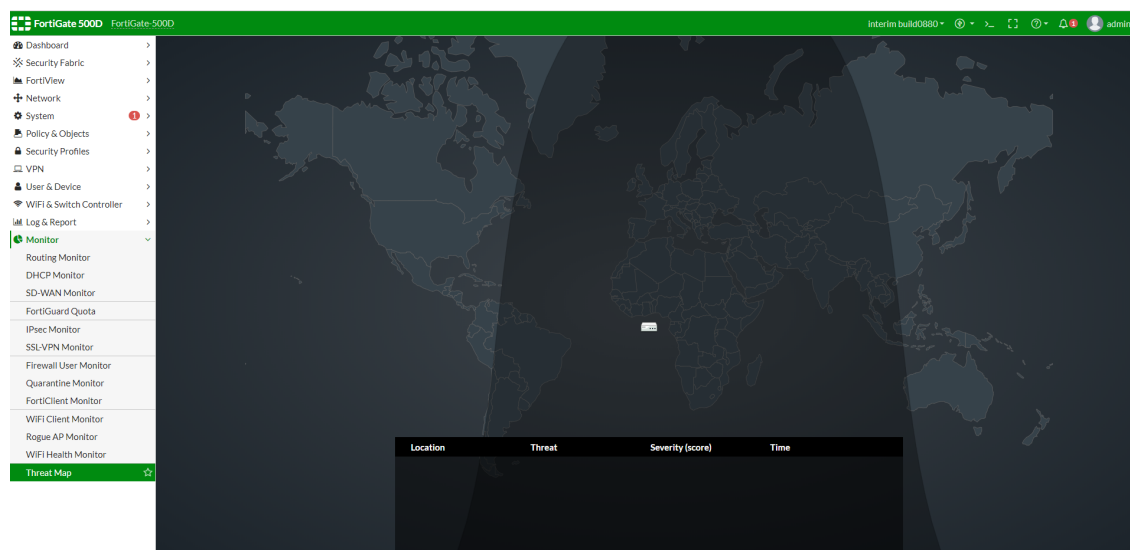 FortiGate 500D FortiGate-500D interim build0880 >_ 1 admin
Dashboard
Security Fabric
FortiView
Network
System 1
Policy & Objects
Security Profiles
VPN
User & Device
WiFi & Switch Controller
Log & Report
Monitor
Routing Monitor
DHCP Monitor
SD-WAN Monitor
FortiGuard Quota
IPsec Monitor
SSL-VPN Monitor
Firewall User Monitor
Quarantine Monitor
FortiClient Monitor
WiFi Client Monitor
Rogue AP Monitor
WiFi Health Monitor
Threat Map
Location Threat Severity (score) Time